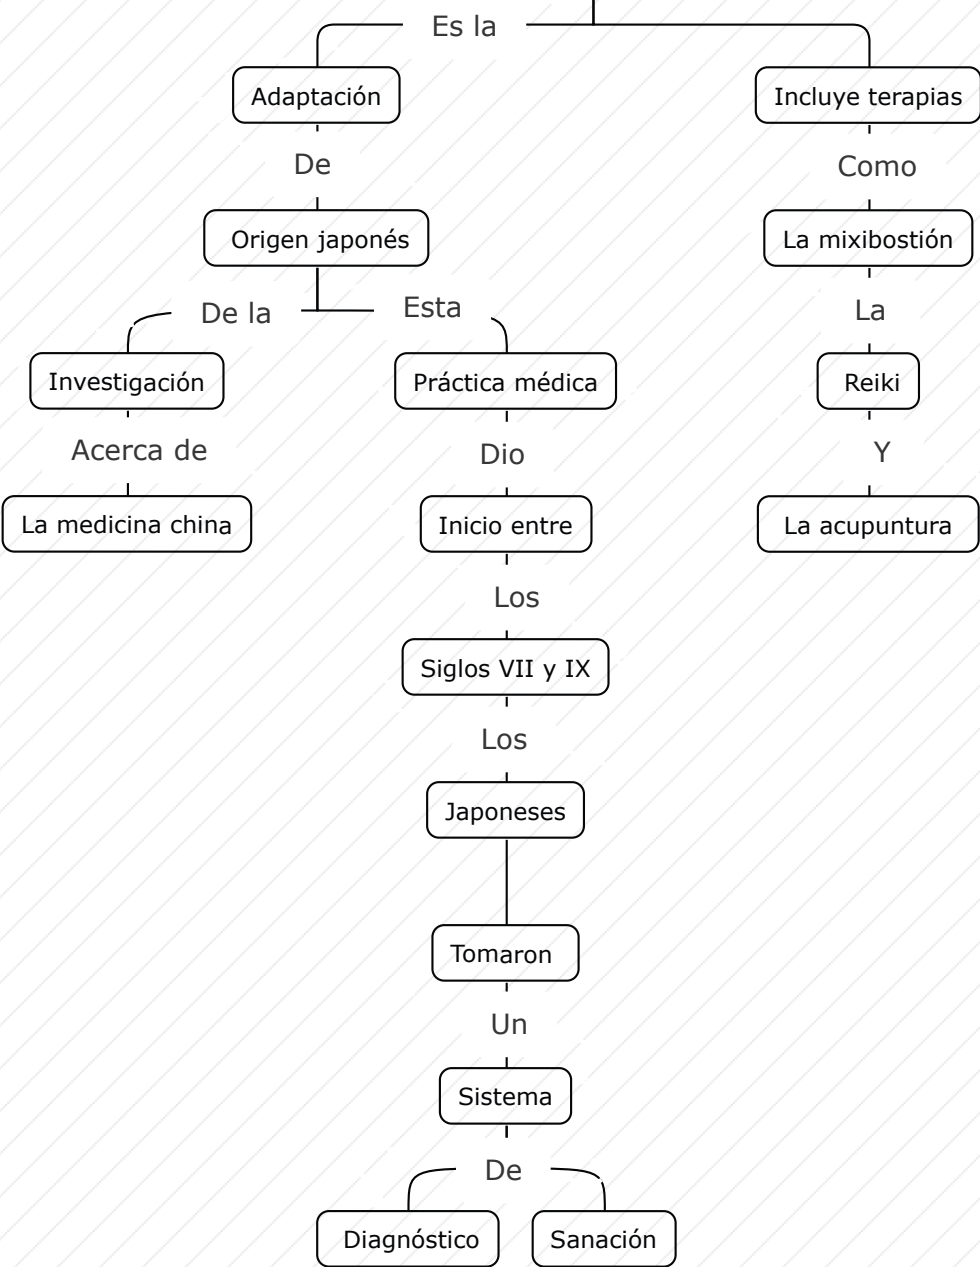 Es la
Adaptación
Incluye terapias
De
Como
Origen japonés
La mixibostión
De la
Esta
La
Investigación
Práctica médica
Reiki
Acerca de
Dio
Y
La medicina china
Inicio entre
La acupuntura
Los
Siglos VII y IX
Los
Japoneses
Tomaron
Un
Sistema
De
Diagnóstico
Sanación